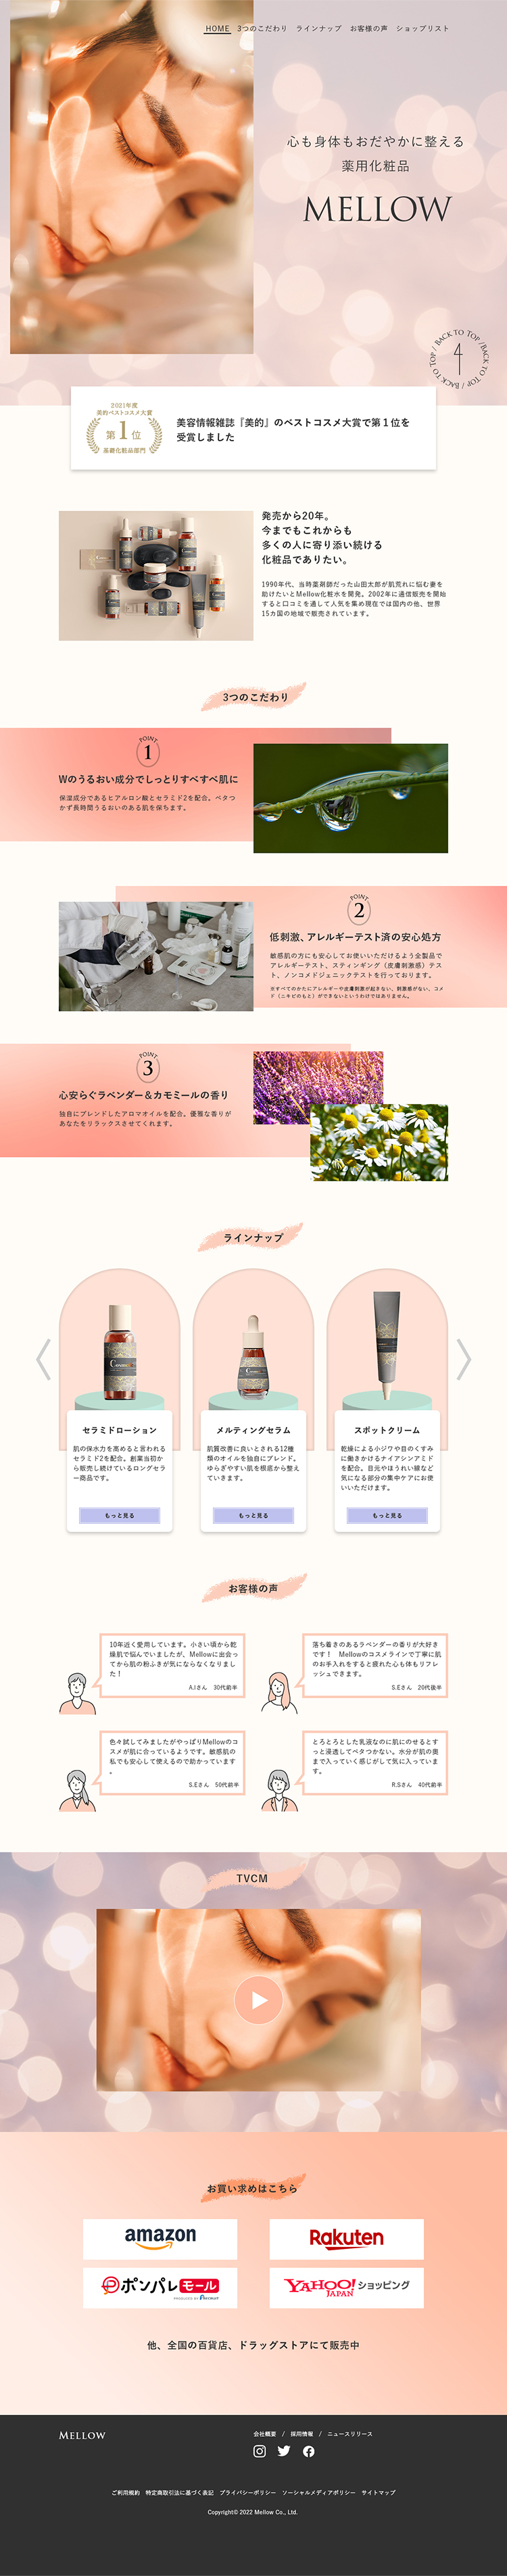 HOME 3つのこだわり ラインナップ お客様の声 ショップリスト
心も身体もおだやかに整える
薬用化粧品
MELLOW
BACK TO TOP / BACK TO TOP / BACK TO TOP /
2021年度
美的ベストコスメ大賞
第1位
基礎化粧品部門
美容情報雑誌『美的』のベストコスメ大賞で第１位を
受賞しました
発売から20年。
今までもこれからも
多くの人に寄り添い続ける
化粧品でありたい。
1990年代、当時薬剤師だった山田太郎が肌荒れに悩む妻を
助けたいとMellow化粧水を開発。2002年に通信販売を開始
すると口コミを通して人気を集め現在では国内の他、世界
15カ国の地域で販売されています。
3つのこだわり
POINT
1
Wのうるおい成分でしっとりすべすべ肌に
保湿成分であるヒアルロン酸とセラミド2を配合。ベタつ
かず長時間うるおいのある肌を保ちます。
POINT
2
低刺激、アレルギーテスト済の安心処方
敏感肌の方にも安心してお使いいただけるよう全製品で
アレルギーテスト、スティンギング（皮膚刺激感）テス
ト、ノンコメドジェニックテストを行っております。
※すべてのかたにアレルギーや皮膚刺激が起きない、刺激感がない、コメ
ド（ニキビのもと）ができないというわけではありません。
POINT
3
心安らぐラベンダー＆カモミールの香り
独自にブレンドしたアロマオイルを配合。優雅な香りが
あなたをリラックスさせてくれます。
ラインナップ
セラミドローション
肌の保水力を高めると言われる
セラミド2を配合。創業当初か
ら販売し続けているロングセラ
ー商品です。
もっと見る
メルティングセラム
肌質改善に良いとされる12種
類のオイルを独自にブレンド。
ゆらぎやすい肌を根底から整え
ていきます。
もっと見る
スポットクリーム
乾燥による小ジワや目のくすみ
に働きかけるナイアシンアミド
を配合。目元やほうれい線など
気になる部分の集中ケアにお使
いいただけます。
もっと見る
お客様の声
10年近く愛用しています。小さい頃から乾
燥肌で悩んでいましたが、Mellowに出会っ
てから肌の粉ふきが気にならなくなりまし
た！
A.Iさん 30代前半
落ち着きのあるラベンダーの香りが大好き
です！ Mellowのコスメラインで丁寧に肌
のお手入れをすると疲れた心も体もリフレ
ッシュできます。
S.Eさん 20代後半
色々試してみましたがやっぱりMellowのコ
スメが肌に合っているようです。敏感肌の
私でも安心して使えるので助かっています
。
S.Eさん 50代前半
とろとろとした乳液なのに肌にのせるとす
っと浸透してベタつかない。水分が肌の奥
まで入っていく感じがして気に入っていま
す。
R.Sさん 40代前半
TVCM
お買い求めはこちら
amazon
Rakuten
ポンパレモール
PRODUCED BY RECRUIT
YAHOO! JAPAN ショッピング
他、全国の百貨店、ドラッグストアにて販売中
MELLOW
会社概要 / 採用情報 / ニュースリリース
ご利用規約 特定商取引法に基づく表記 プライバシーポリシー ソーシャルメディアポリシー サイトマップ
Copyright© 2022 Mellow Co., Ltd.